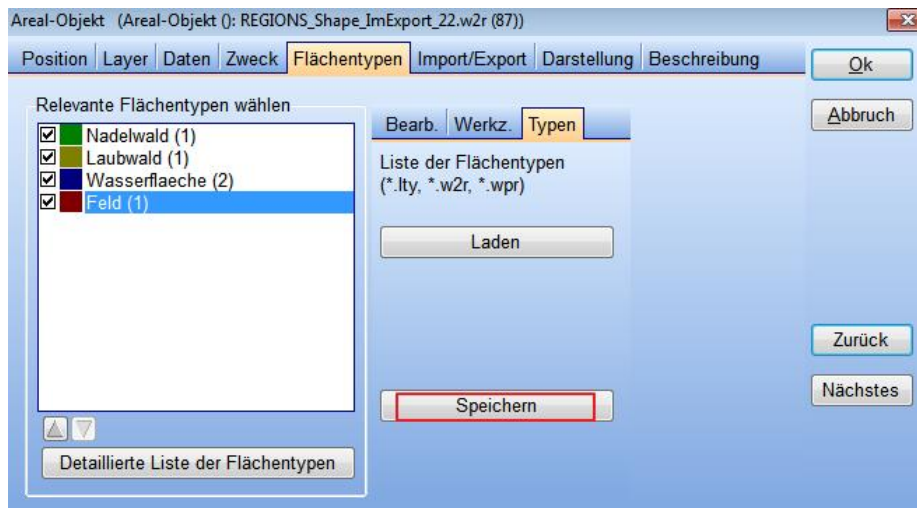 Areal-Objekt (Areal-Objekt (): REGIONS_Shape_ImExport_22.w2r (87))
Position Layer Daten Zweck Flächentypen Import/Export Darstellung Beschreibung
Ok
Abbruch
Relevante Flächentypen wählen
Nadelwald (1)
Laubwald (1)
Wasserflaeche (2)
Feld (1)
Bearb. Werkz. Typen
Liste der Flächentypen
(*.lty, *.w2r, *.wpr)
Laden
Speichern
Zurück
Nächstes
Detaillierte Liste der Flächentypen